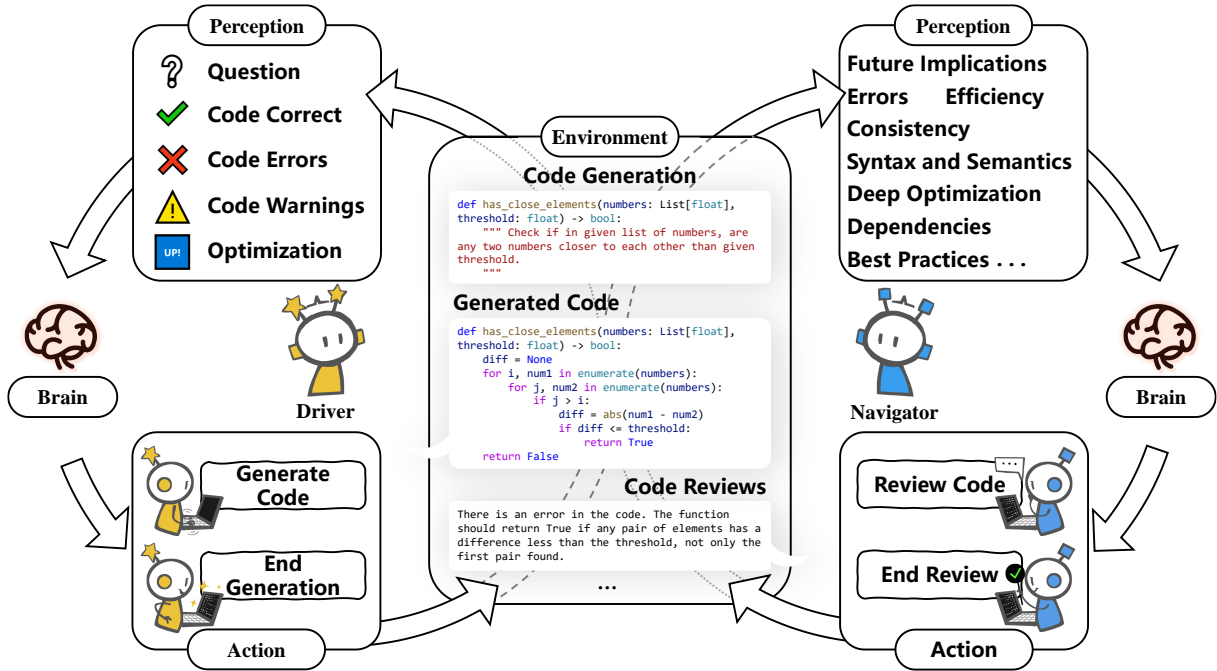 Perception
Question
Code Correct
Code Errors
Code Warnings
UP!
Optimization
Brain
Driver
Generate
Code
End
Generation
Action
Environment
Code Generation
def has_close_elements(numbers: List[float],
threshold: float) -> bool:
    """ Check if in given list of numbers, are
any two numbers closer to each other than given
threshold.
    """
Generated Code
def has_close_elements(numbers: List[float],
threshold: float) -> bool:
    diff = None
    for i, num1 in enumerate(numbers):
        for j, num2 in enumerate(numbers):
            if j > i:
                diff = abs(num1 - num2)
                if diff <= threshold:
                    return True
    return False
Code Reviews
There is an error in the code. The function
should return True if any pair of elements has a
difference less than the threshold, not only the
first pair found.
...
Perception
Future Implications
Errors Efficiency
Consistency
Syntax and Semantics
Deep Optimization
Dependencies
Best Practices . . .
Navigator
Brain
...
Review Code
End Review
Action